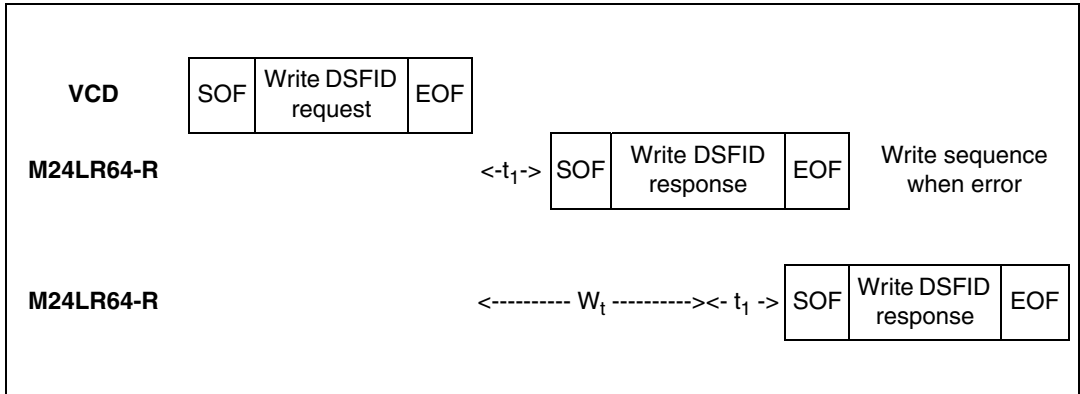 VCD SOF Write DSFID request EOF
M24LR64-R <-t1-> SOF Write DSFID response EOF Write sequence when error
M24LR64-R <---------- Wt ----------><- t1 -> SOF Write DSFID response EOF